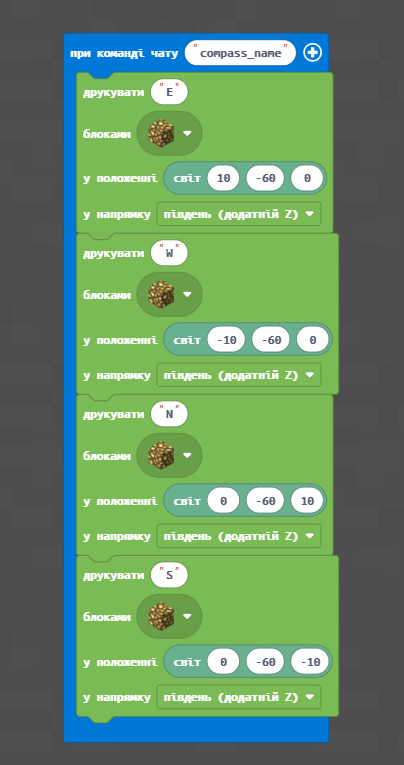 при команді чату "compass_name"
друкувати "E"
блоками
у положенні світ 10 -60 0
у напрямку південь (додатній Z)
друкувати "W"
блоками
у положенні світ -10 -60 0
у напрямку південь (додатній Z)
друкувати "N"
блоками
у положенні світ 0 -60 10
у напрямку південь (додатній Z)
друкувати "S"
блоками
у положенні світ 0 -60 -10
у напрямку південь (додатній Z)